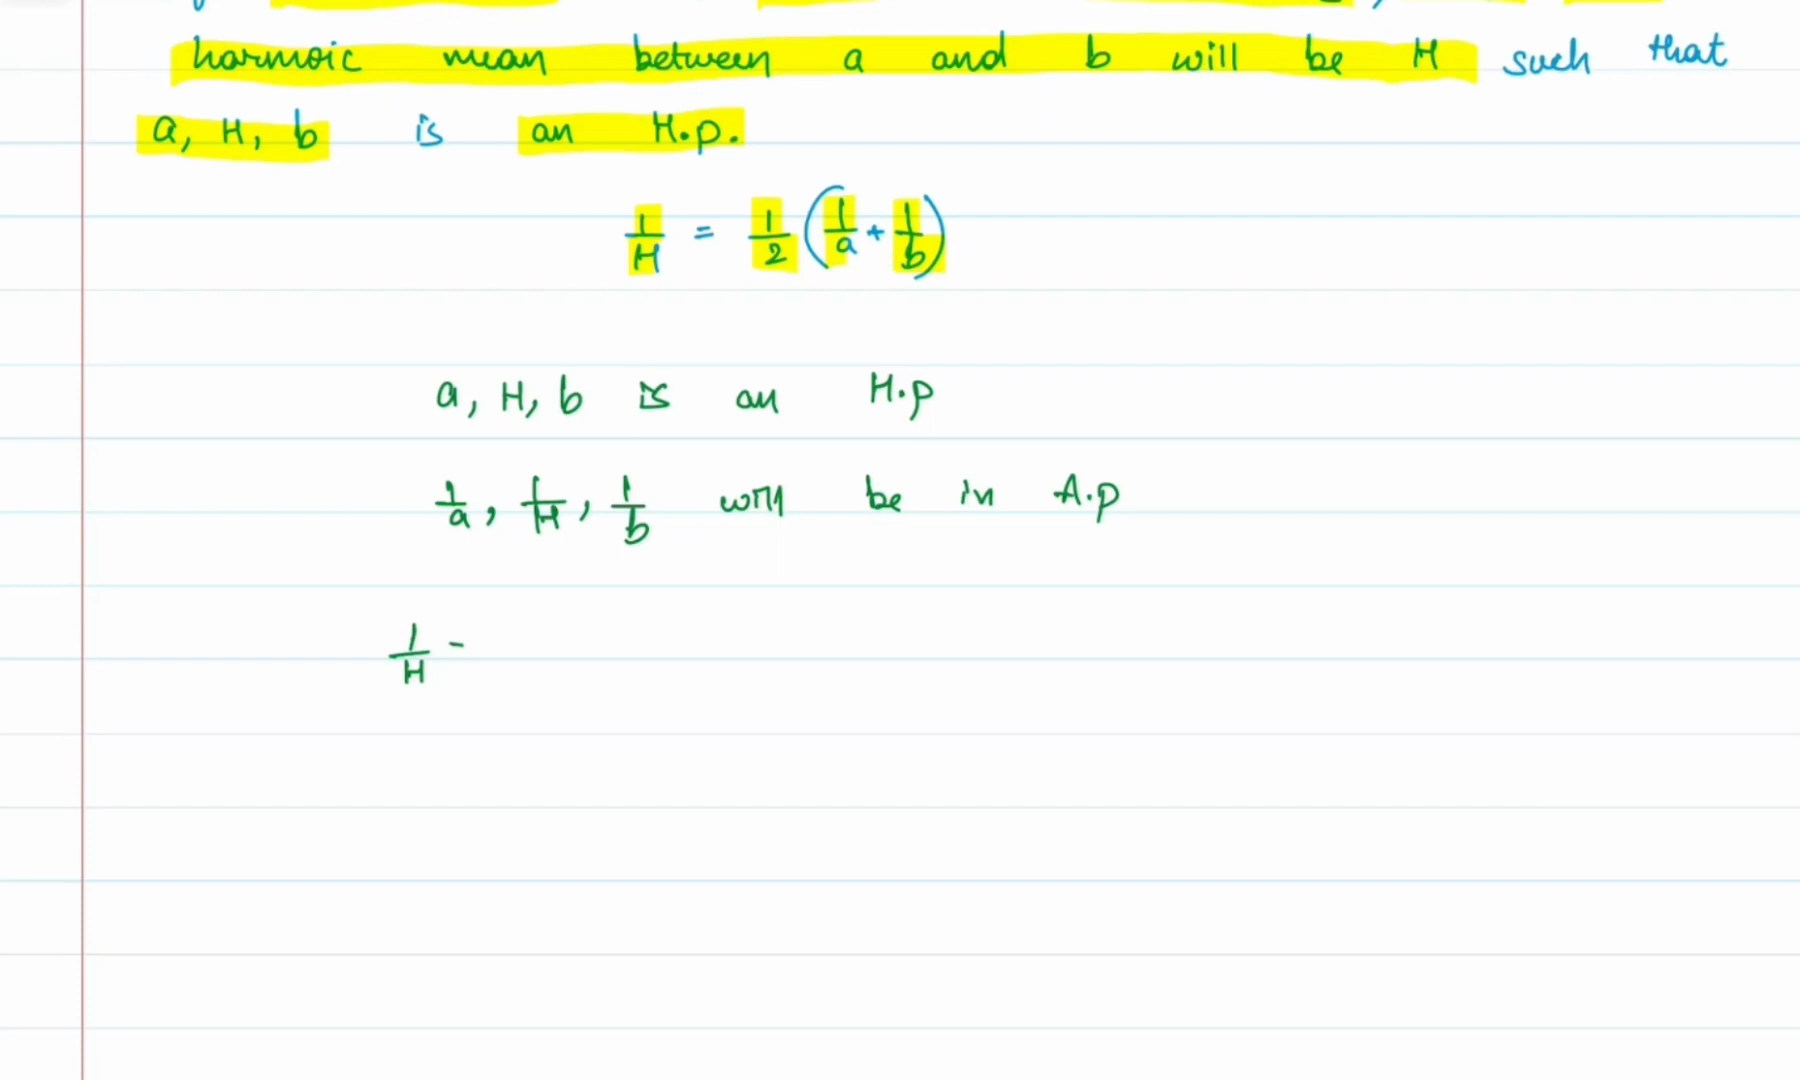 harmoic mean between a and b will be H such that
a, H, b is an H.p.
1/H = 1/2 (1/a + 1/b)
a, H, b is an H.p
1/a, 1/H, 1/b will be in A.p
1/H -